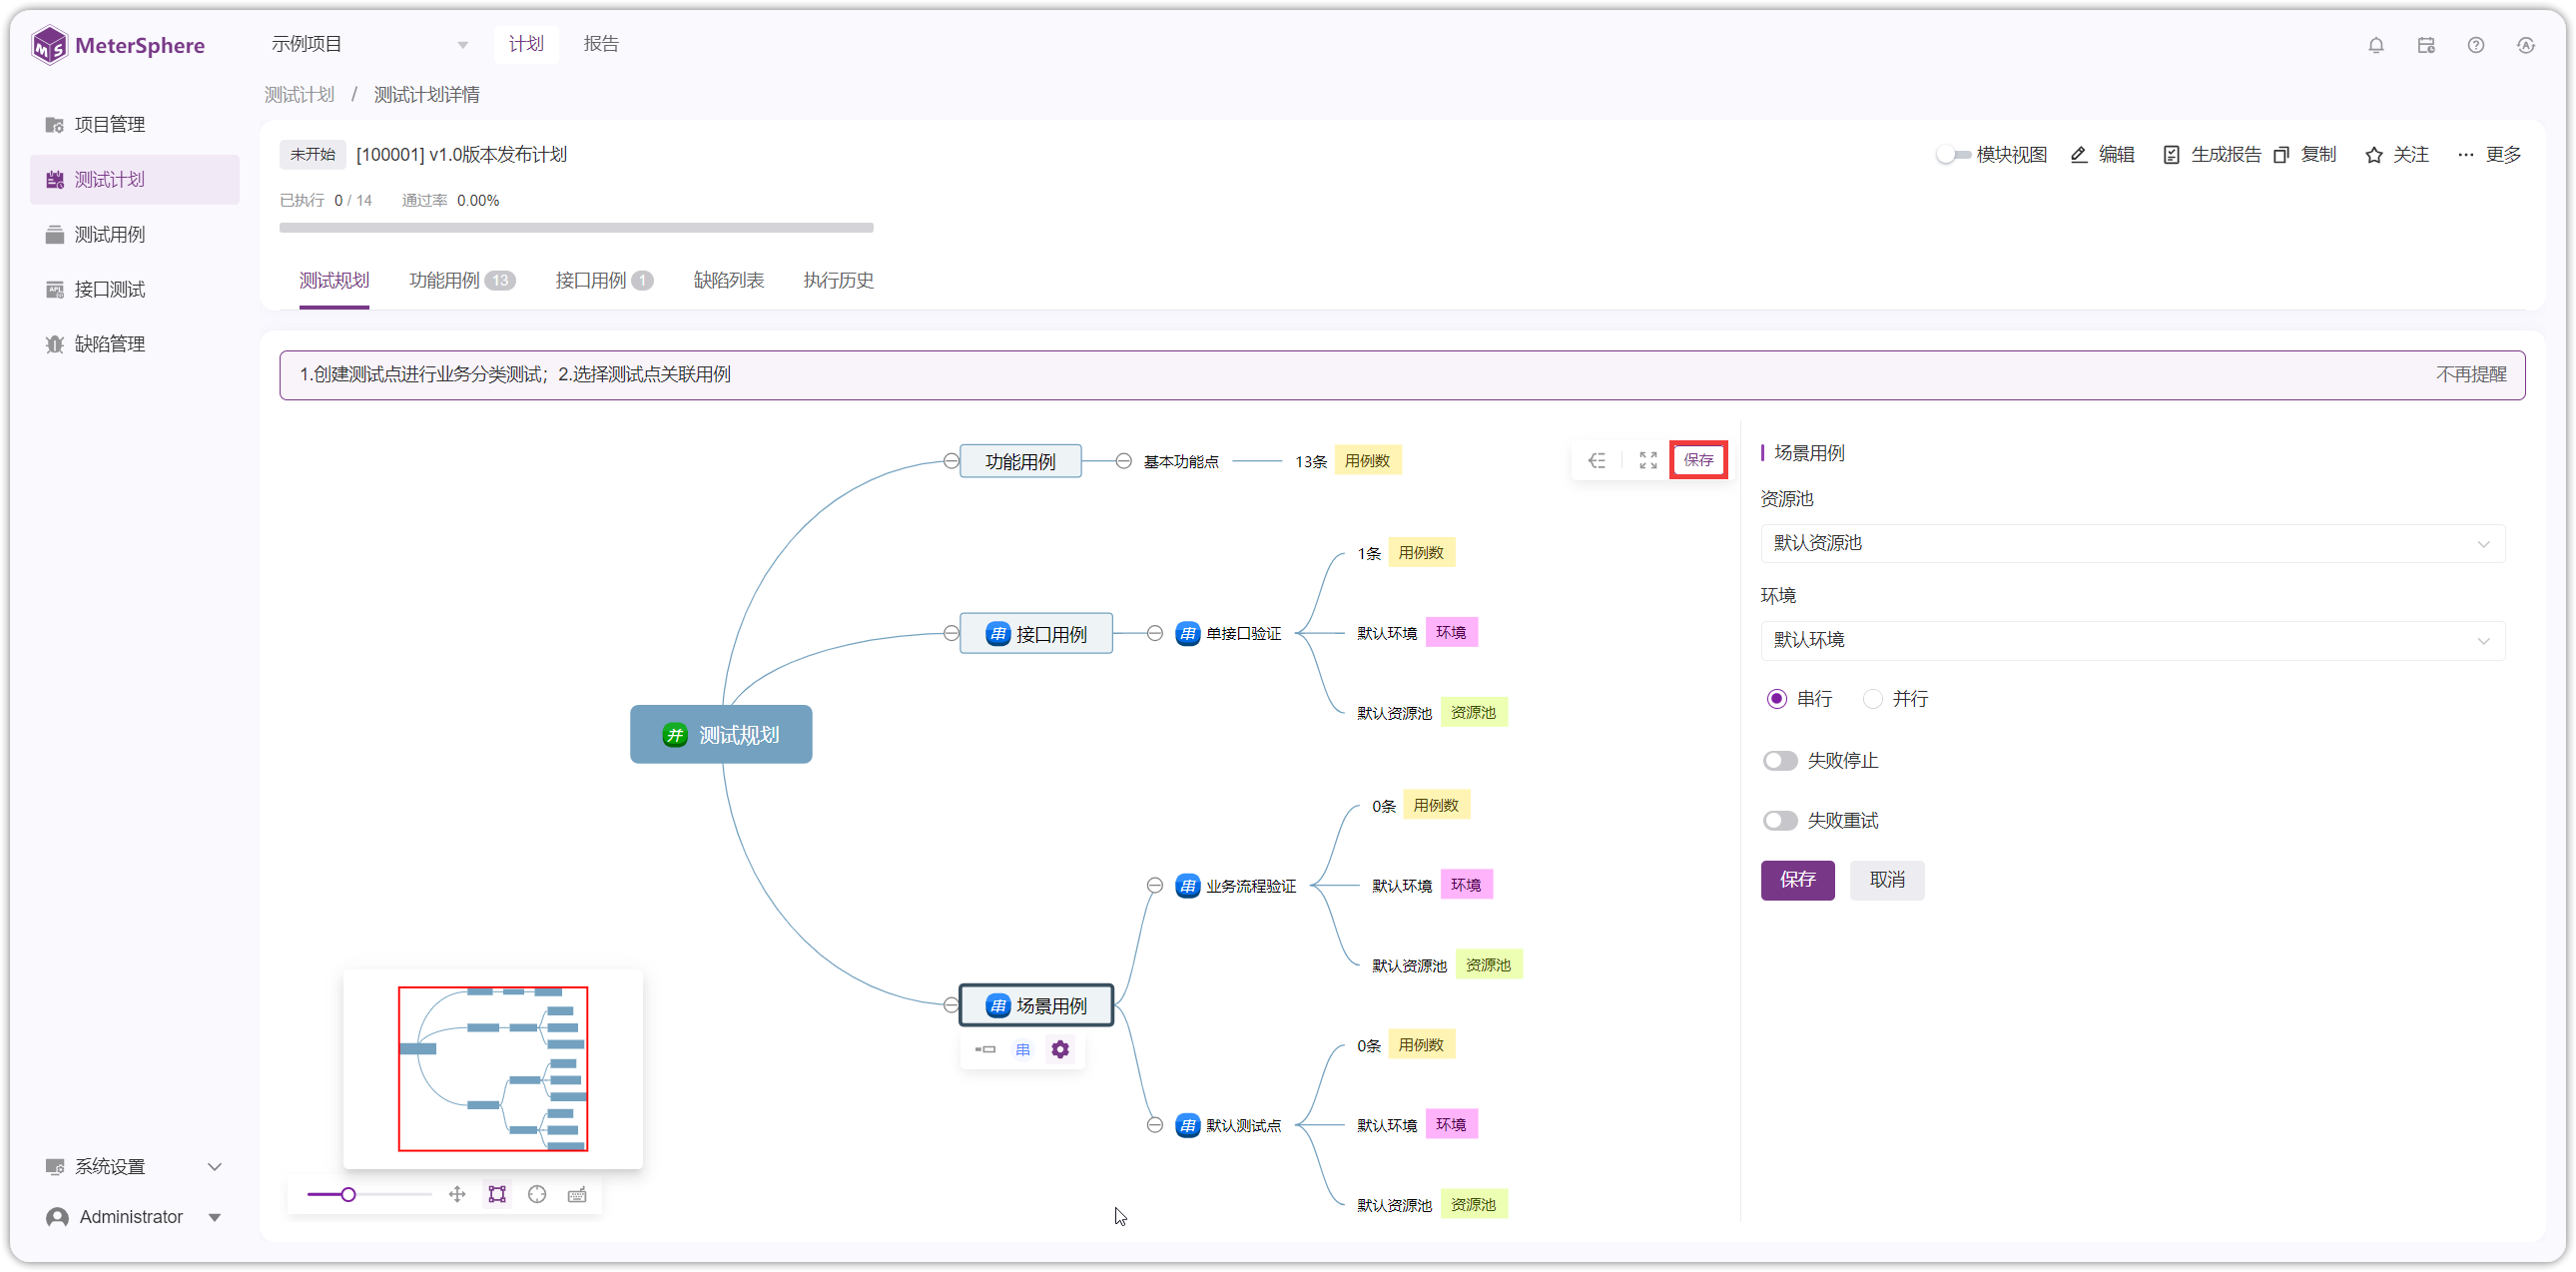 MeterSphere
示例项目
计划
报告
测试计划 / 测试计划详情
项目管理
测试计划
测试用例
接口测试
缺陷管理
系统设置
Administrator
未开始 [100001] v1.0版本发布计划
模块视图
编辑
生成报告
复制
关注
更多
已执行 0 / 14 通过率 0.00%
测试规划
功能用例 13
接口用例 1
缺陷列表
执行历史
1.创建测试点进行业务分类测试；2.选择测试点关联用例
不再提醒
功能用例
基本功能点
13条 用例数
保存
1条 用例数
串 接口用例
串 单接口验证
默认环境 环境
默认资源池 资源池
并 测试规划
0条 用例数
串 业务流程验证
默认环境 环境
默认资源池 资源池
串 场景用例
串
0条 用例数
串 默认测试点
默认环境 环境
默认资源池 资源池
场景用例
资源池
默认资源池
环境
默认环境
串行
并行
失败停止
失败重试
保存
取消